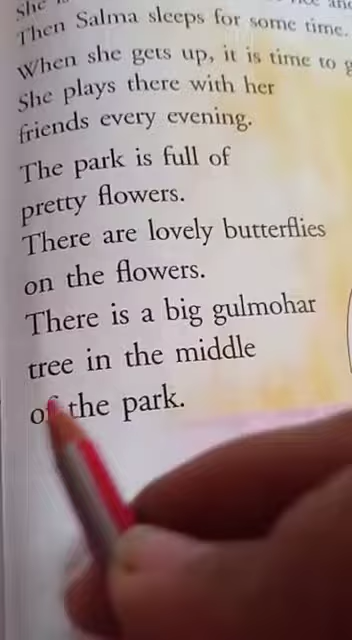 She
Then Salma sleeps for some time.
When she gets up, it is time to
She plays there with her
friends every evening.
The park is full of
pretty flowers.
There are lovely butterflies
on the flowers.
There is a big gulmohar
tree in the middle
of the park.